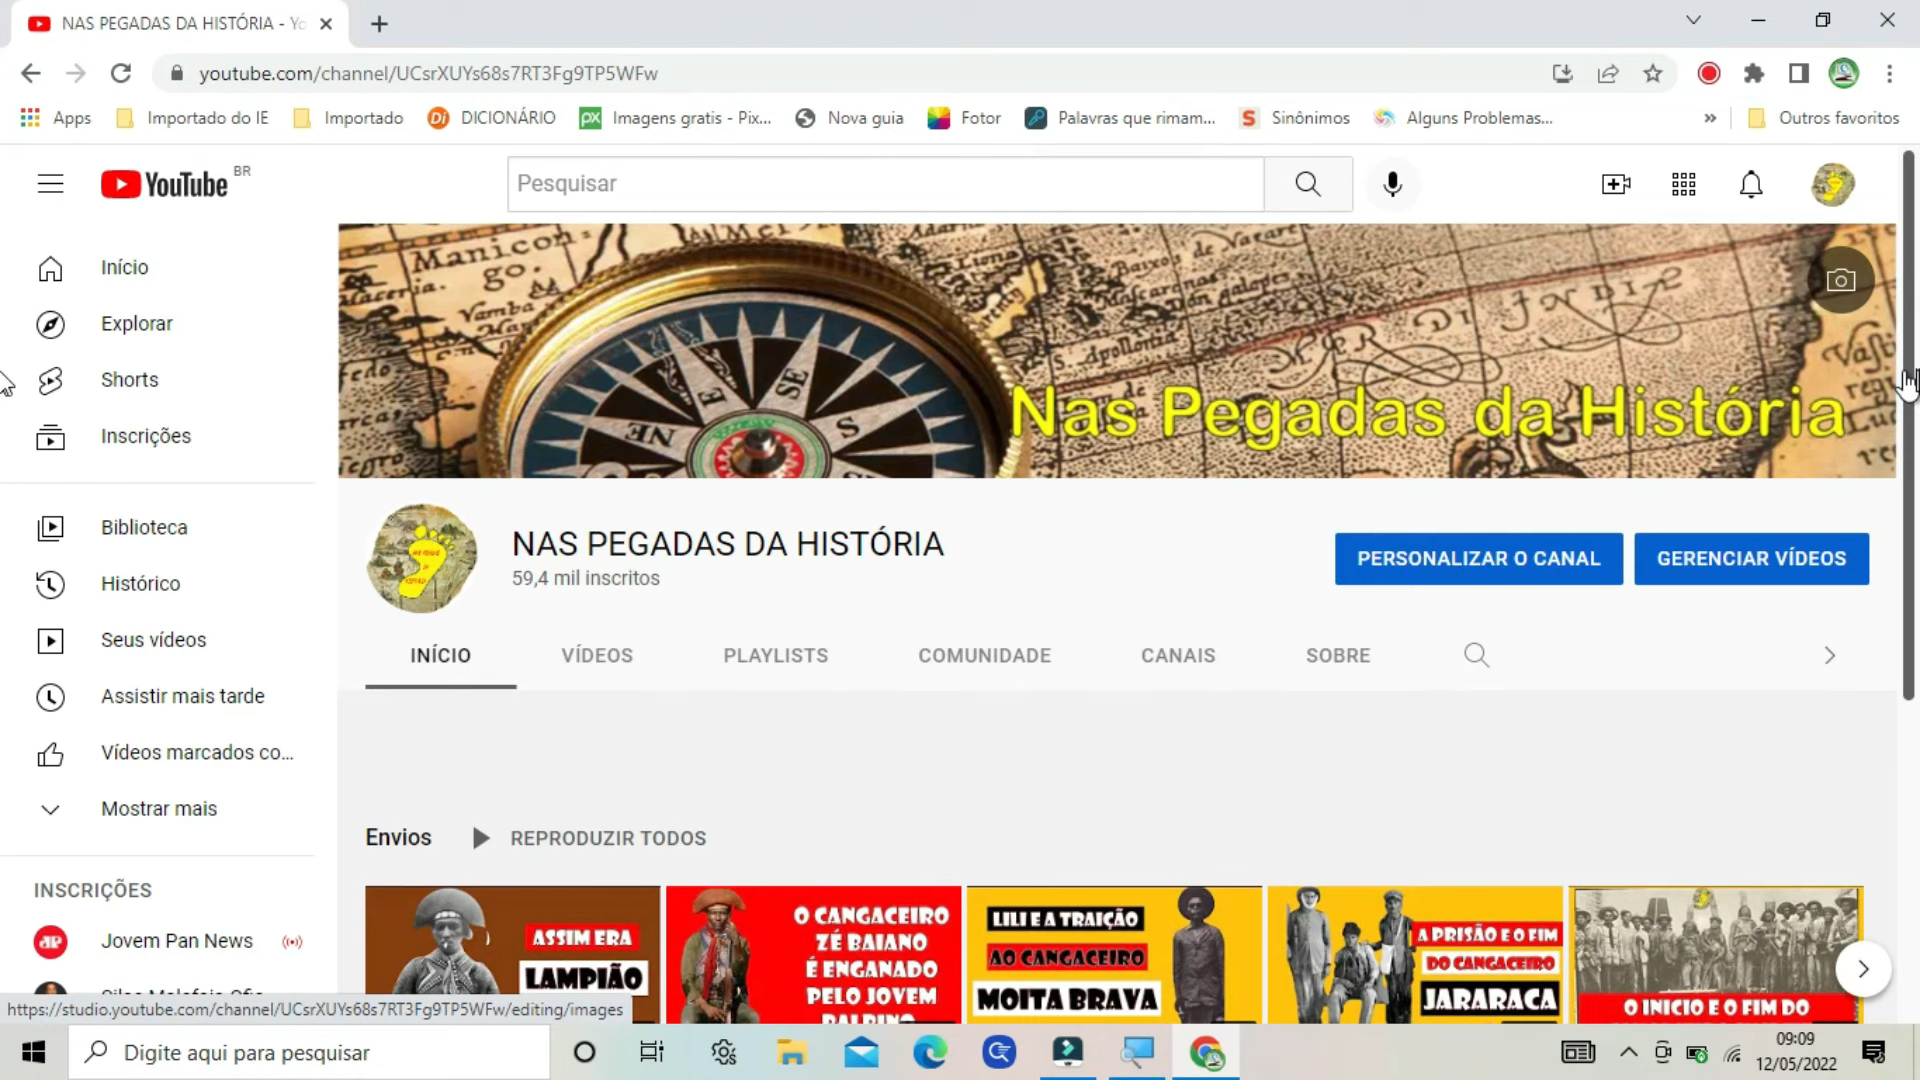 NAS PEGADAS DA HISTÓRIA - Yo
youtube.com/channel/UCsrXUYs68s7RT3Fg9TP5WFw
Apps
Importado do IE
Importado
DICIONÁRIO
Imagens gratis - Pix...
Nova guia
Fotor
Palavras que rimam...
Sinônimos
Alguns Problemas...
Outros favoritos
YouTube BR
Pesquisar
Início
Explorar
Shorts
Inscrições
Biblioteca
Histórico
Seus vídeos
Assistir mais tarde
Vídeos marcados co...
Mostrar mais
INSCRIÇÕES
Jovem Pan News
Manicon:
go.
Vamba
Nas Pegadas da História
NAS PEGADAS DA HISTÓRIA
59,4 mil inscritos
PERSONALIZAR O CANAL
GERENCIAR VÍDEOS
INÍCIO
VÍDEOS
PLAYLISTS
COMUNIDADE
CANAIS
SOBRE
Envios
REPRODUZIR TODOS
ASSIM ERA
LAMPIÃO
O CANGACEIRO
ZÉ BAIANO
É ENGANADO
PELO JOVEM
LILI E A TRAIÇÃO
AO CANGACEIRO
MOITA BRAVA
A PRISÃO E O FIM
DO CANGACEIRO
JARARACA
O INICIO E O FIM DO
https://studio.youtube.com/channel/UCsrXUYs68s7RT3Fg9TP5WFw/editing/images
Digite aqui para pesquisar
09:09
12/05/2022